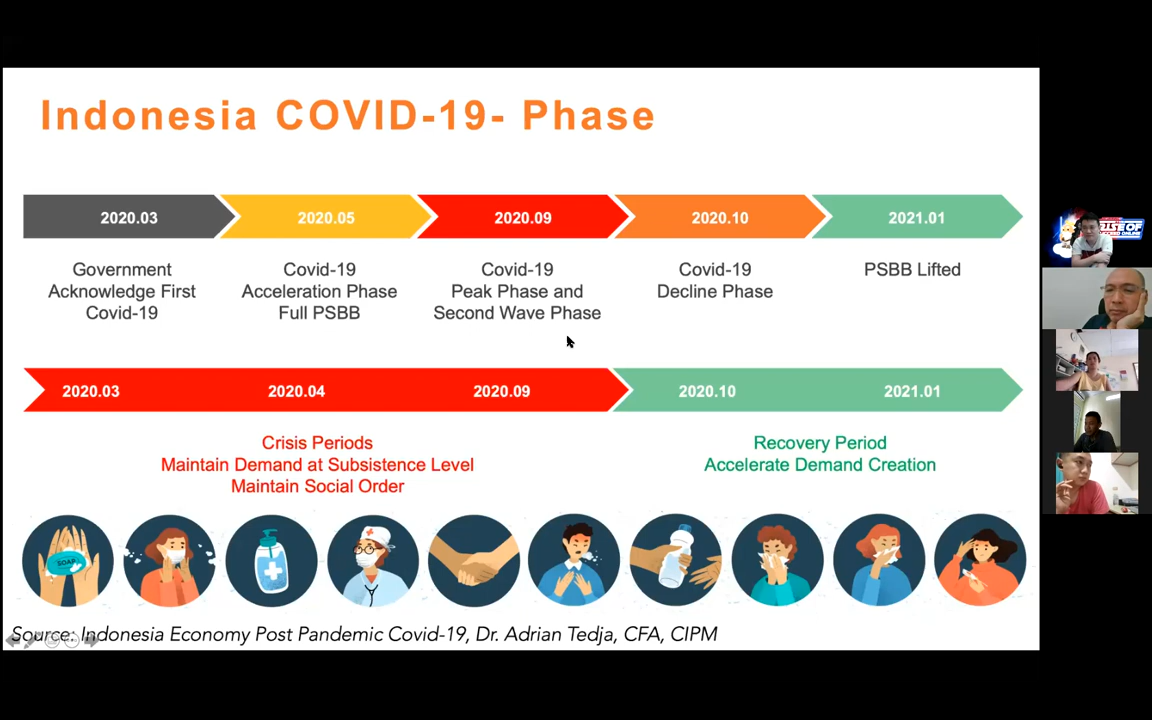 Indonesia COVID-19- Phase
2020.03
2020.05
2020.09
2020.10
2021.01
Government
Acknowledge First
Covid-19
Covid-19
Acceleration Phase
Full PSBB
Covid-19
Peak Phase and
Second Wave Phase
Covid-19
Decline Phase
PSBB Lifted
2020.03
2020.04
2020.09
2020.10
2021.01
Crisis Periods
Maintain Demand at Subsistence Level
Maintain Social Order
Recovery Period
Accelerate Demand Creation
SOAP
Source: Indonesia Economy Post Pandemic Covid-19, Dr. Adrian Tedja, CFA, CIPM
RISE OF